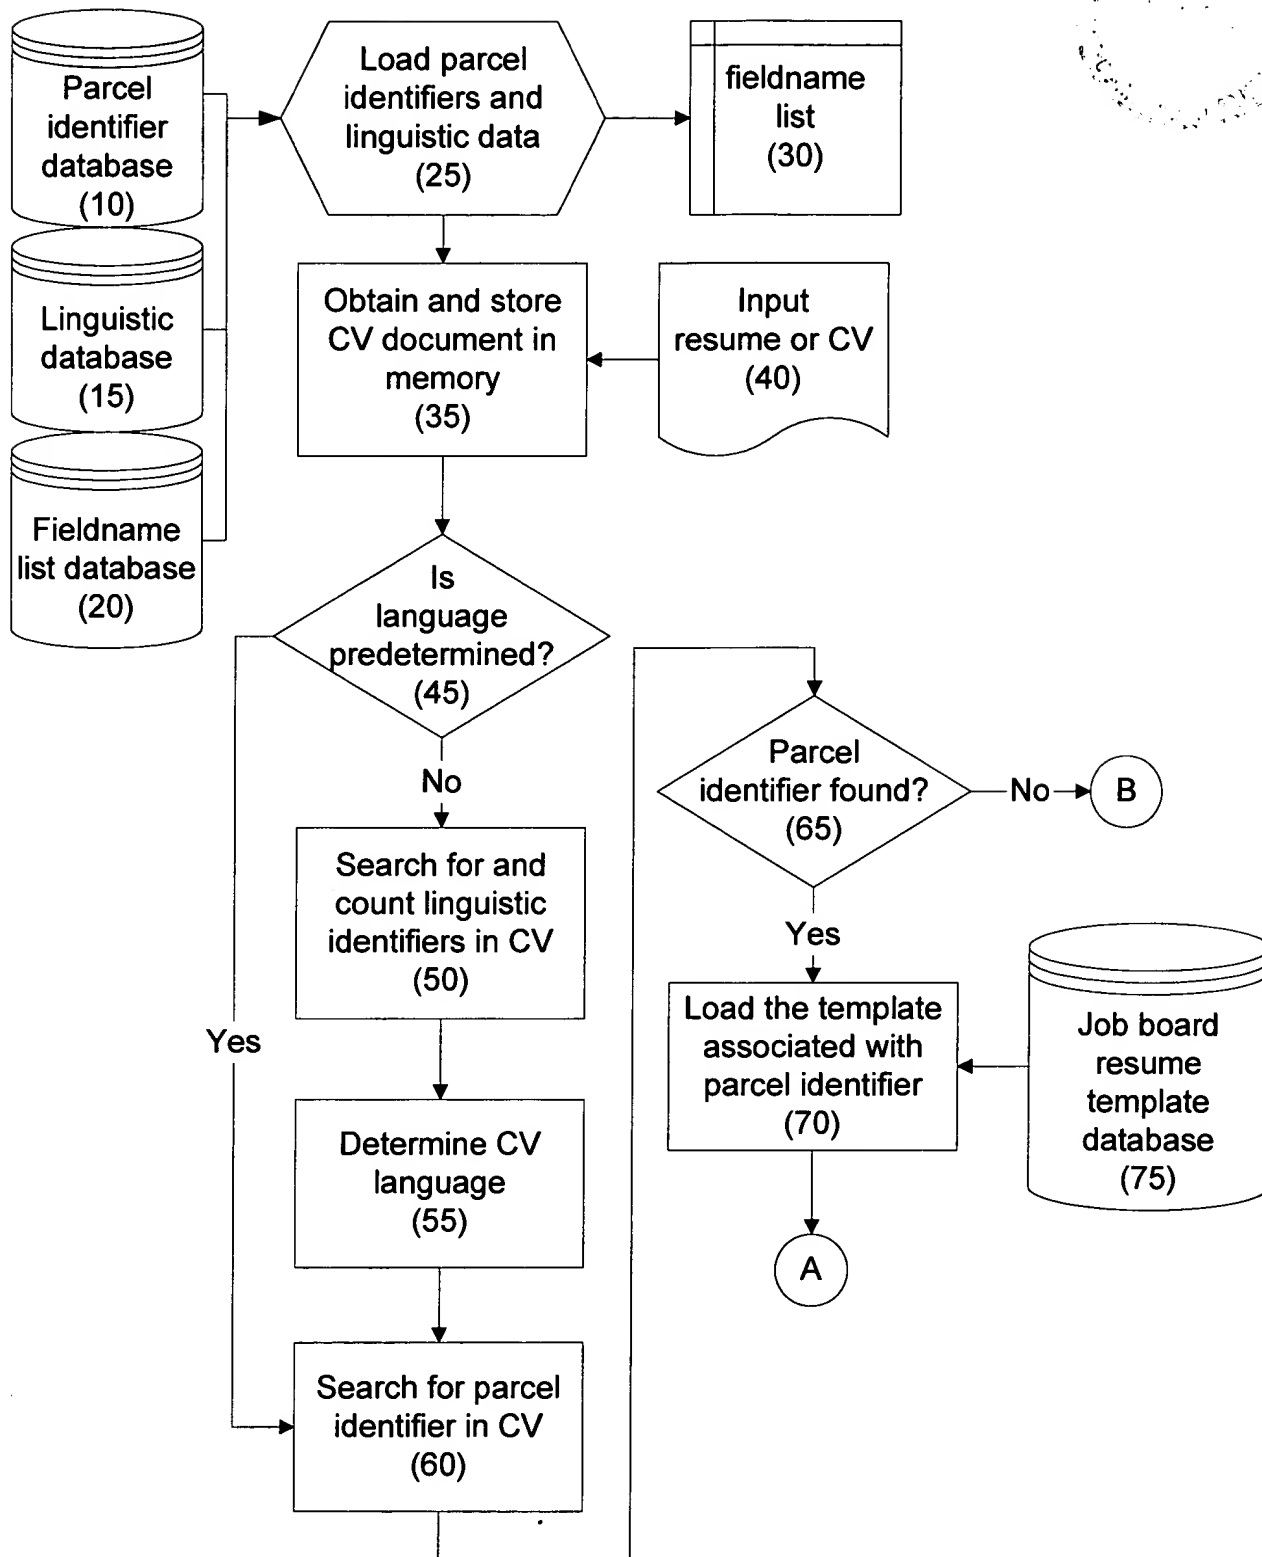 Parcel
identifier
database
(10)
Load parcel
identifiers and
linguistic data
(25)
fieldname
list
(30)
Linguistic
database
(15)
Obtain and store
CV document in
memory
(35)
Input
resume or CV
(40)
Fieldname
list database
(20)
Is
language
predetermined?
(45)
No
Yes
Search for and
count linguistic
identifiers in CV
(50)
Determine CV
language
(55)
Search for parcel
identifier in CV
(60)
Parcel
identifier found?
(65)
No
B
Yes
Load the template
associated with
parcel identifier
(70)
Job board
resume
template
database
(75)
A